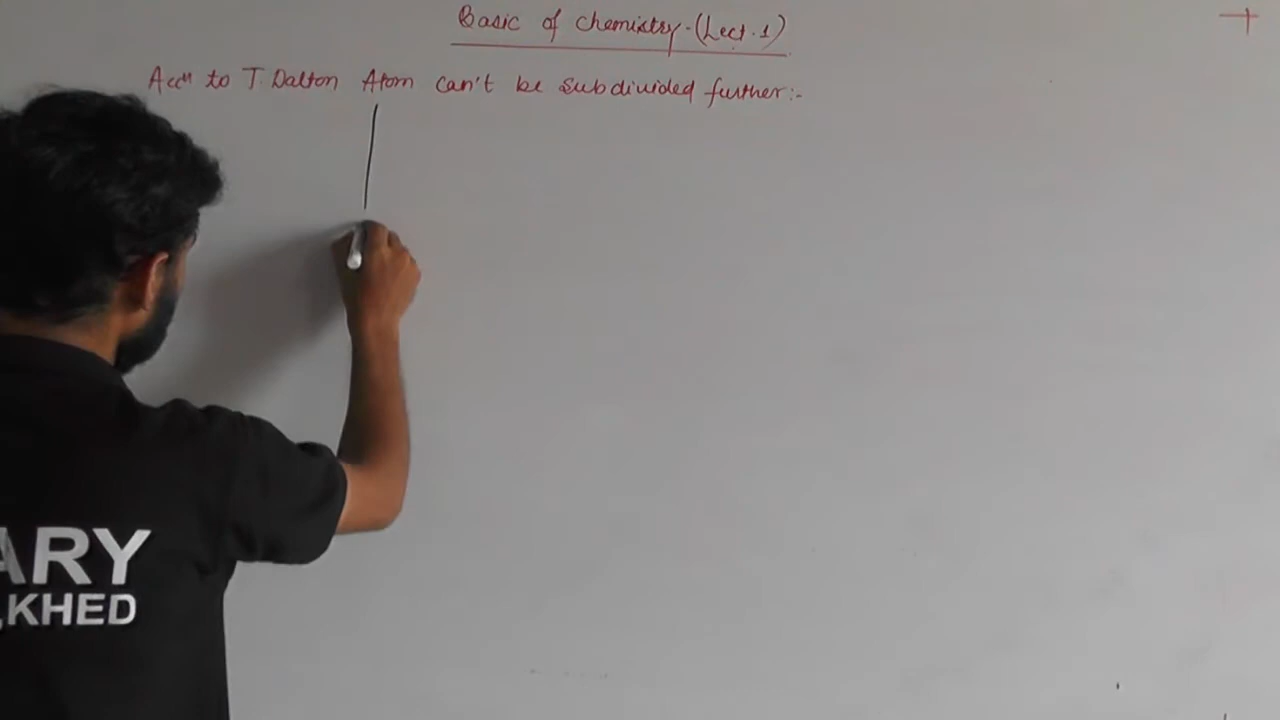 Basic of chemistry.(Lect.1)
Accn to T.Dalton Atom can't be subdivided further:-
ARY
,KHED